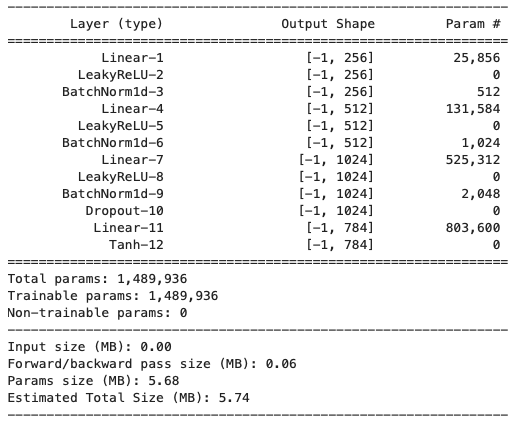 ----------------------------------------------------------------
Layer (type) Output Shape Param #
================================================================
Linear-1 [-1, 256] 25,856
LeakyReLU-2 [-1, 256] 0
BatchNorm1d-3 [-1, 256] 512
Linear-4 [-1, 512] 131,584
LeakyReLU-5 [-1, 512] 0
BatchNorm1d-6 [-1, 512] 1,024
Linear-7 [-1, 1024] 525,312
LeakyReLU-8 [-1, 1024] 0
BatchNorm1d-9 [-1, 1024] 2,048
Dropout-10 [-1, 1024] 0
Linear-11 [-1, 784] 803,600
Tanh-12 [-1, 784] 0
================================================================
Total params: 1,489,936
Trainable params: 1,489,936
Non-trainable params: 0
----------------------------------------------------------------
Input size (MB): 0.00
Forward/backward pass size (MB): 0.06
Params size (MB): 5.68
Estimated Total Size (MB): 5.74
----------------------------------------------------------------